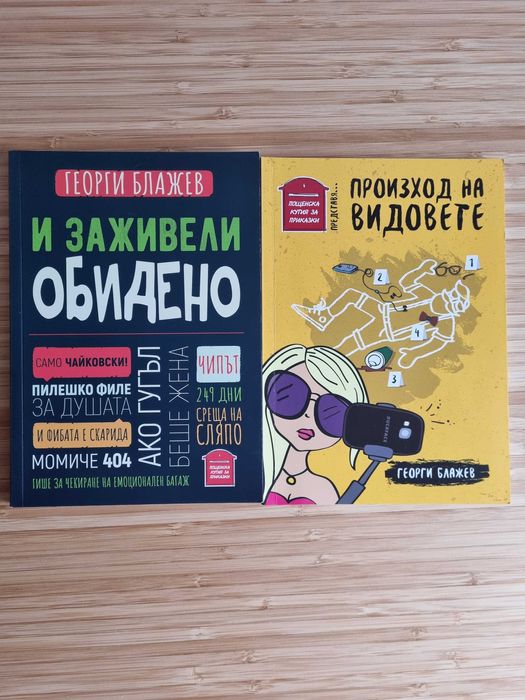 ГЕОРГИ БЛАЖЕВ
И ЗАЖИВЕЛИ
ОБИДЕНО
САМО ЧАЙКОВСКИ!
ПИЛЕШКО ФИЛЕ
ЗА ДУШАТА
И ФИБАТА Е СКАРИДА
МОМИЧЕ 404
ГИШЕ ЗА ЧЕКИРАНЕ НА ЕМОЦИОНАЛЕН БАГАЖ
АКО ГУГЪЛ
БЕШЕ ЖЕНА
ЧИПЪТ
249 ДНИ
СРЕЩА НА
СЛЯПО
ПОЩЕНСКА
КУТИЯ ЗА
ПРИКАЗКИ
ПОЩЕНСКА
КУТИЯ ЗА
ПРИКАЗКИ
ПРЕДСТАВЯ...
ПРОИЗХОД НА
ВИДОВЕТЕ
1
2
4
3
DUCKFACE
ГЕОРГИ БЛАЖЕВ